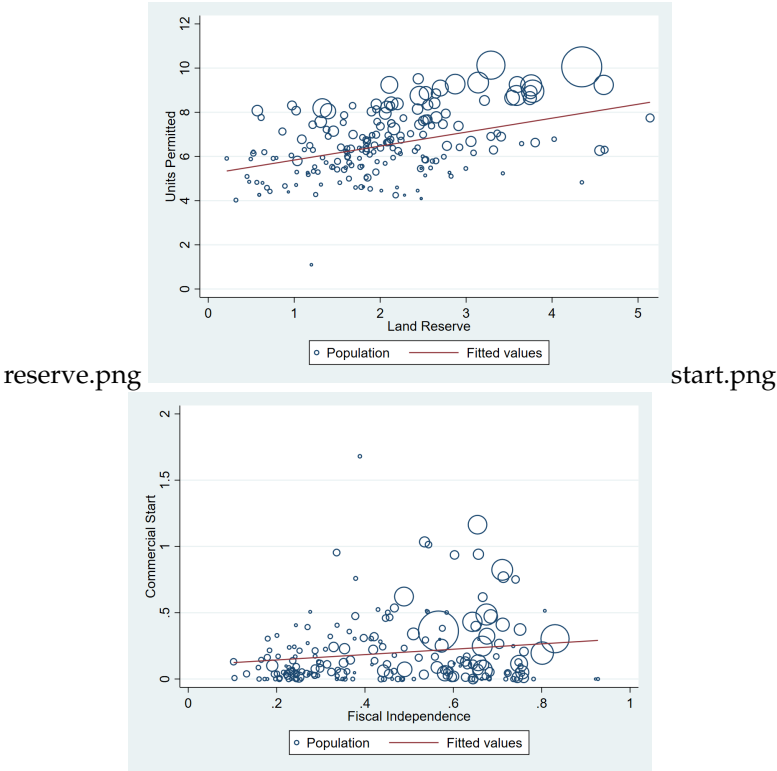 12
10
8
6
4
2
0
Units Permitted
0 1 2 3 4 5
Land Reserve
Population Fitted values
reserve.png start.png
2
1.5
1
.5
0
Commercial Start
0 .2 .4 .6 .8 1
Fiscal Independence
Population Fitted values